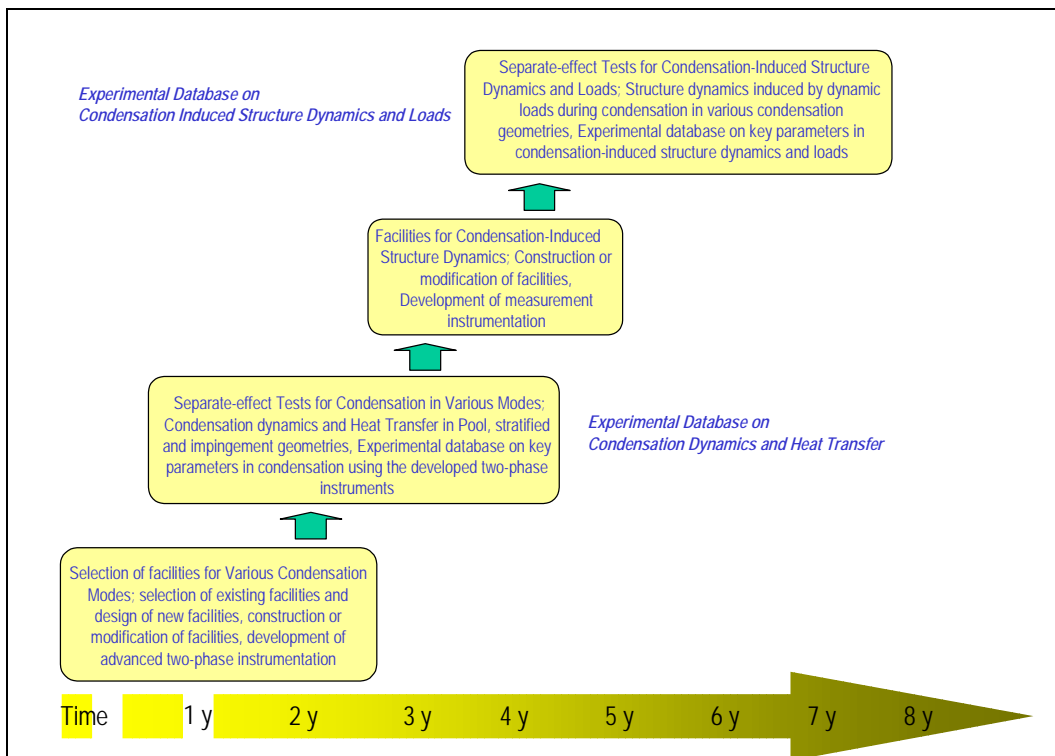 Experimental Database on
Condensation Induced Structure Dynamics and Loads
Separate-effect Tests for Condensation-Induced Structure
Dynamics and Loads; Structure dynamics induced by dynamic
loads during condensation in various condensation
geometries, Experimental database on key parameters in
condensation-induced structure dynamics and loads
Facilities for Condensation-Induced
Structure Dynamics; Construction or
modification of facilities,
Development of measurement
instrumentation
Separate-effect Tests for Condensation in Various Modes;
Condensation dynamics and Heat Transfer in Pool, stratified
and impingement geometries, Experimental database on key
parameters in condensation using the developed two-phase
instruments
Experimental Database on
Condensation Dynamics and Heat Transfer
Selection of facilities for Various Condensation
Modes; selection of existing facilities and
design of new facilities, construction or
modification of facilities, development of
advanced two-phase instrumentation
Time 1 y 2 y 3 y 4 y 5 y 6 y 7 y 8 y